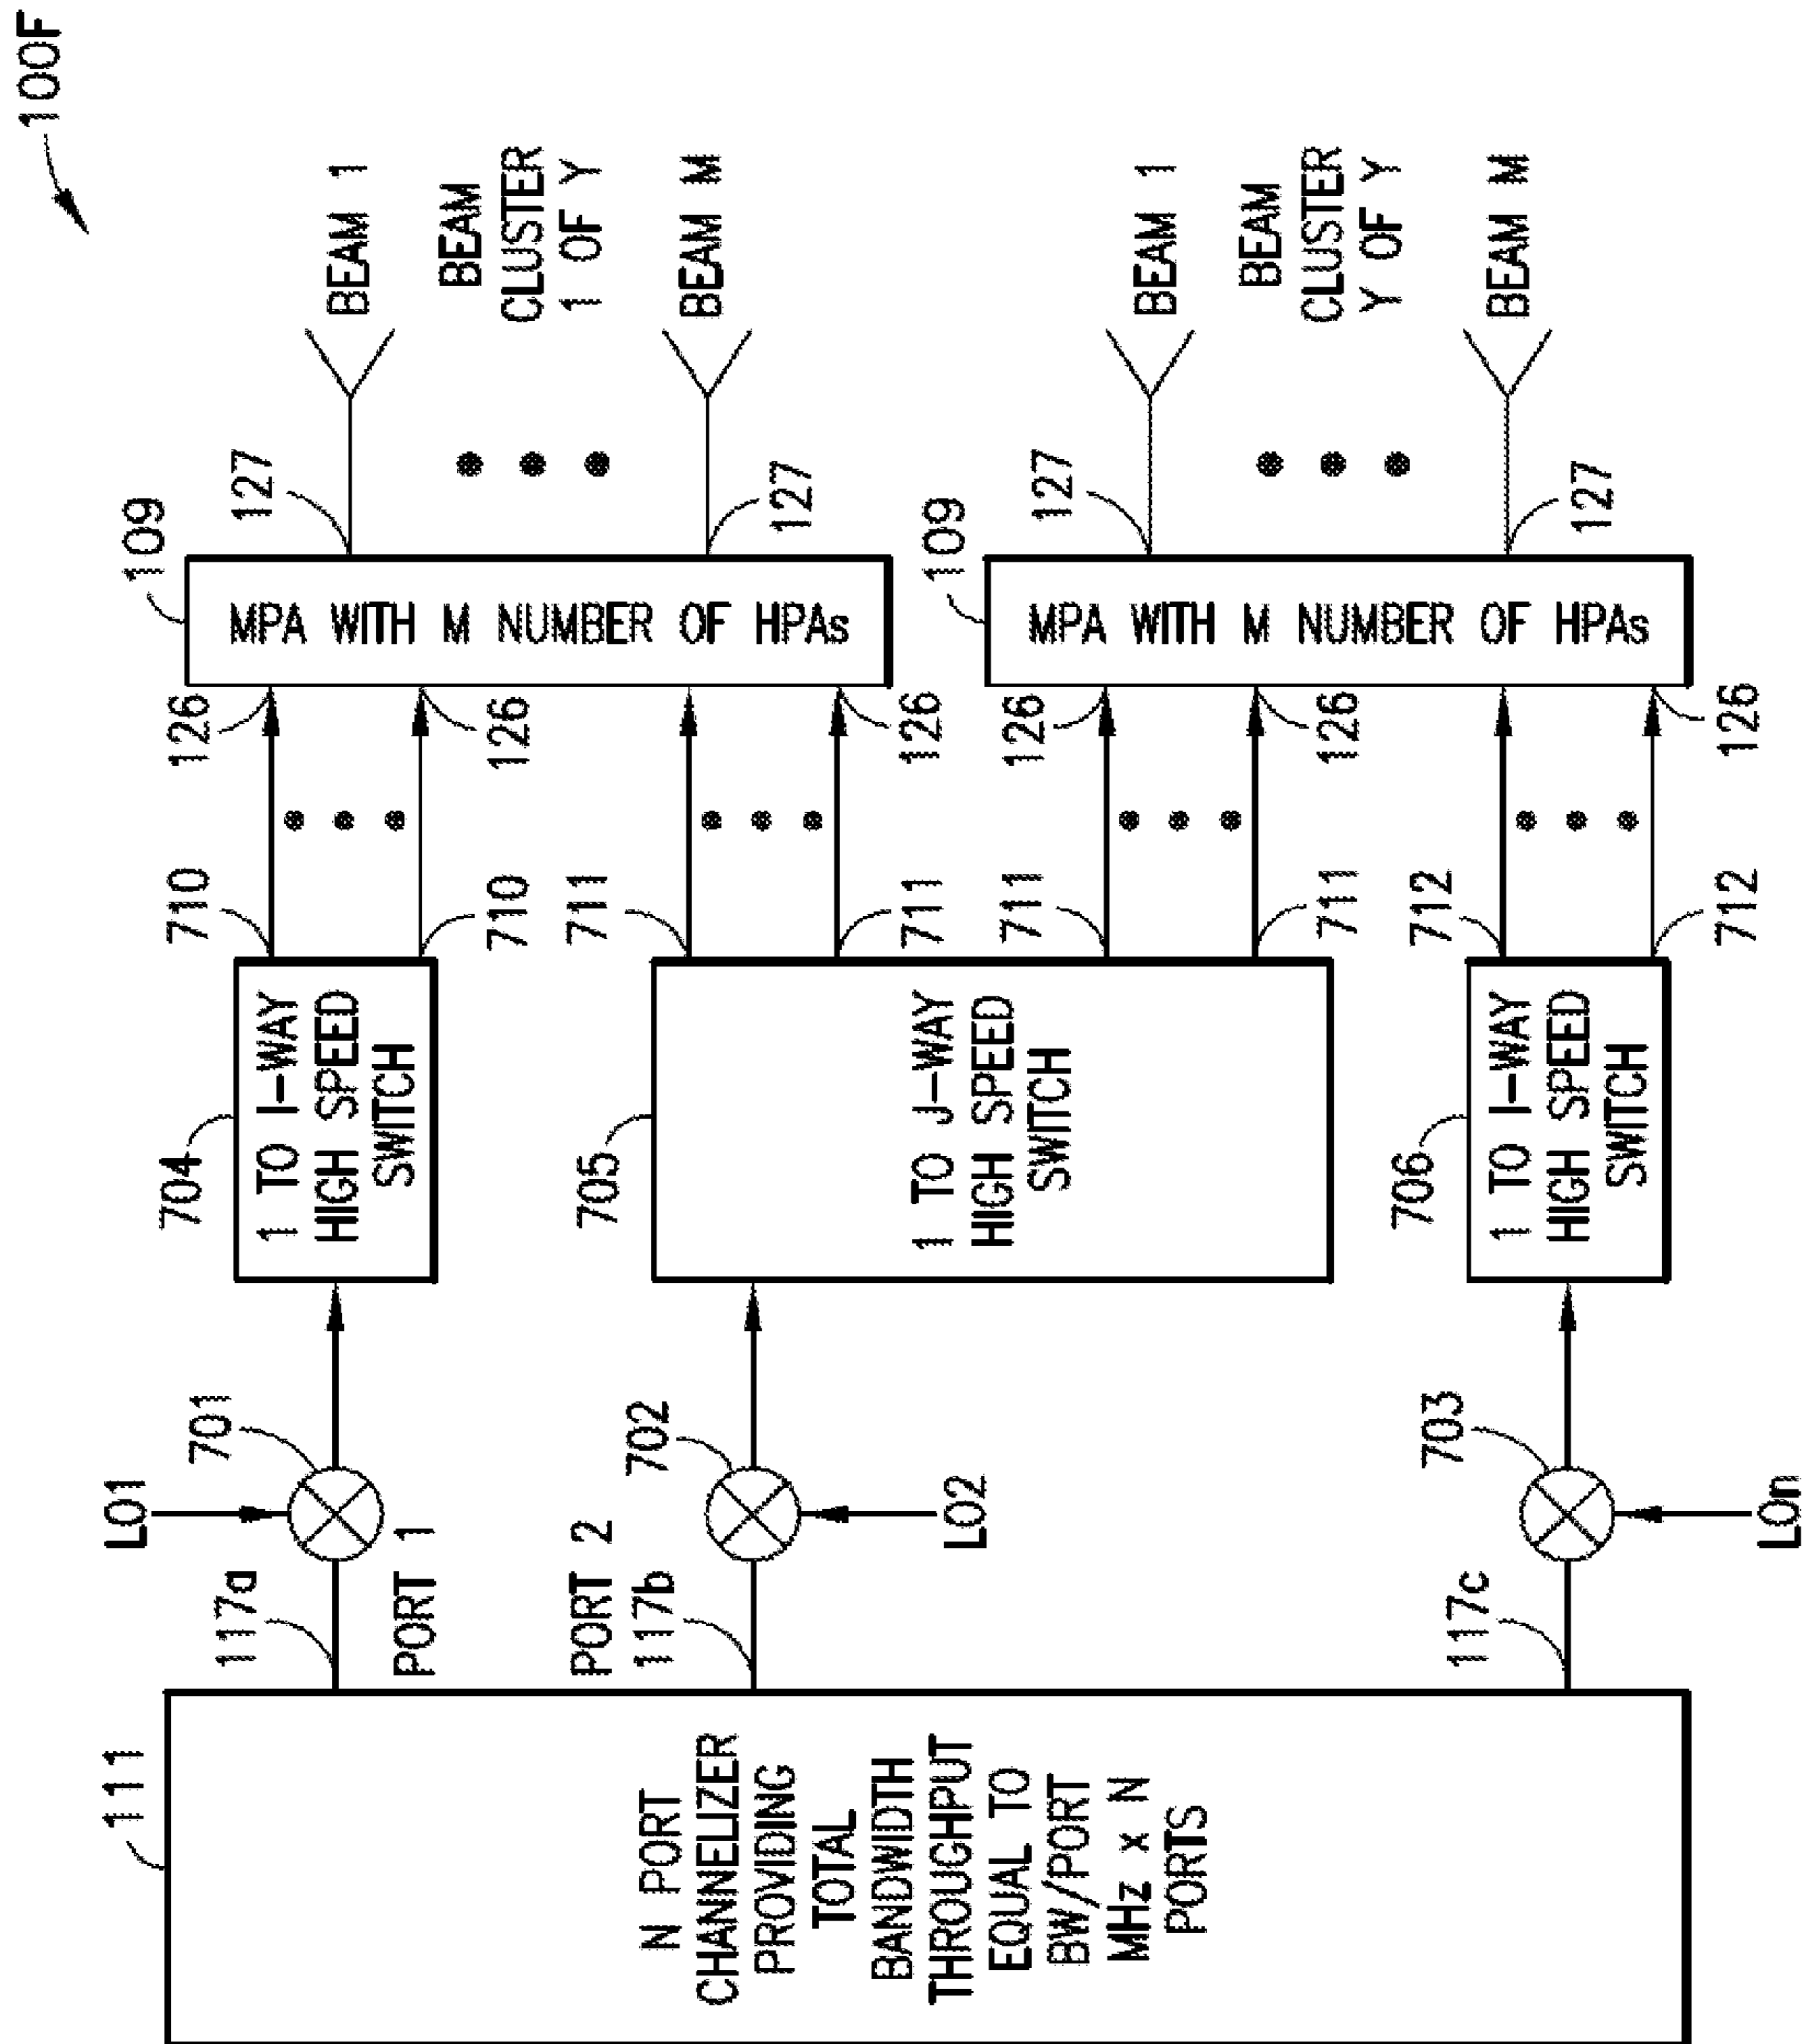 100F
111
N PORT
CHANNELIZER
PROVIDING
TOTAL
BANDWIDTH
THROUGHPUT
EQUAL TO
BW/PORT
MHz x N
PORTS
117a
PORT 1
LO1
701
704
1 TO I-WAY
HIGH SPEED
SWITCH
710
710
126
126
109
MPA WITH M NUMBER OF HPAs
127
127
BEAM 1
BEAM
CLUSTER
1 OF Y
BEAM M
PORT 2
117b
702
LO2
705
1 TO J-WAY
HIGH SPEED
SWITCH
711
711
126
711
711
126
126
109
MPA WITH M NUMBER OF HPAs
127
127
BEAM 1
BEAM
CLUSTER
Y OF Y
BEAM M
117c
703
LOn
706
1 TO I-WAY
HIGH SPEED
SWITCH
712
712
126